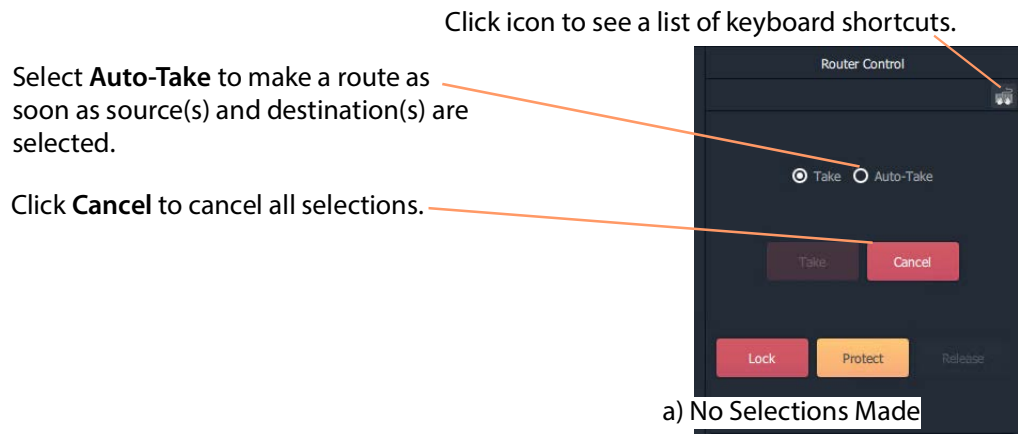 Click icon to see a list of keyboard shortcuts.
Router Control
Select Auto-Take to make a route as
soon as source(s) and destination(s) are
selected.
Take Auto-Take
Click Cancel to cancel all selections.
Take Cancel
Lock Protect Release
a) No Selections Made